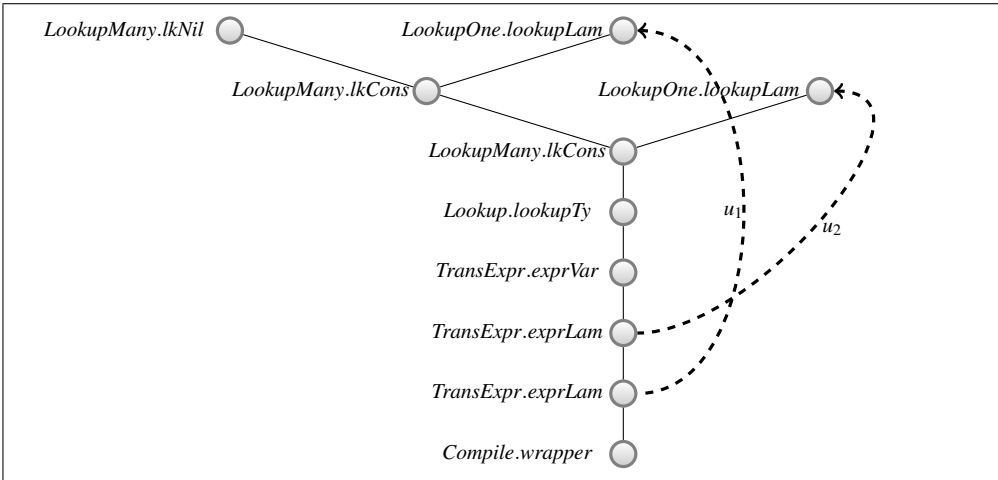 LookupMany.lkNil
LookupOne.lookupLam
LookupMany.lkCons
LookupOne.lookupLam
LookupMany.lkCons
Lookup.lookupTy
u1
u2
TransExpr.exprVar
TransExpr.exprLam
TransExpr.exprLam
Compile.wrapper